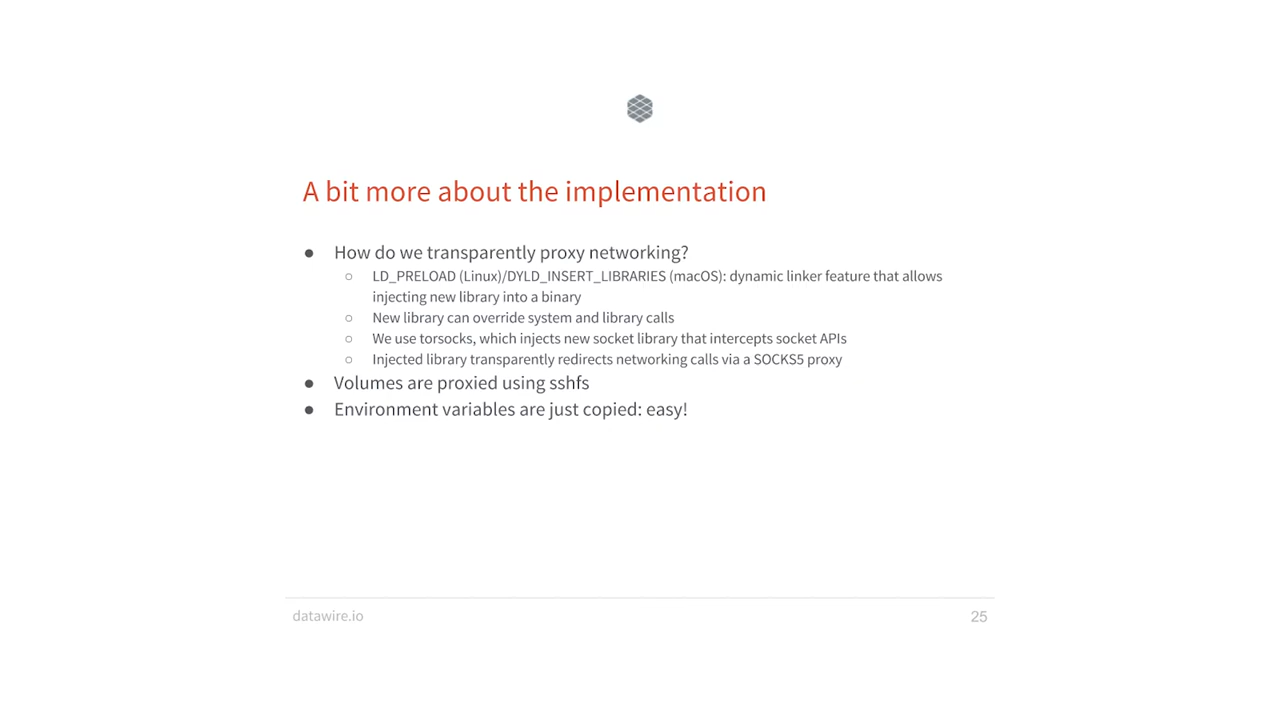 A bit more about the implementation
● How do we transparently proxy networking?
○ LD_PRELOAD (Linux)/DYLD_INSERT_LIBRARIES (macOS): dynamic linker feature that allows
injecting new library into a binary
○ New library can override system and library calls
○ We use torsocks, which injects new socket library that intercepts socket APIs
○ Injected library transparently redirects networking calls via a SOCKS5 proxy
● Volumes are proxied using sshfs
● Environment variables are just copied: easy!
datawire.io
25